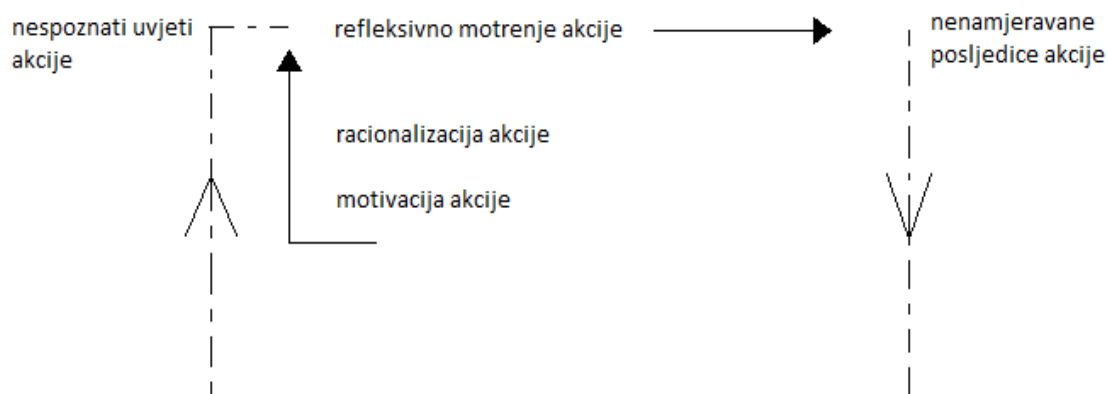 nespoznati uvjeti
akcije
refleksivno motrenje akcije
nenamjeravane
posljedice akcije
racionalizacija akcije
motivacija akcije